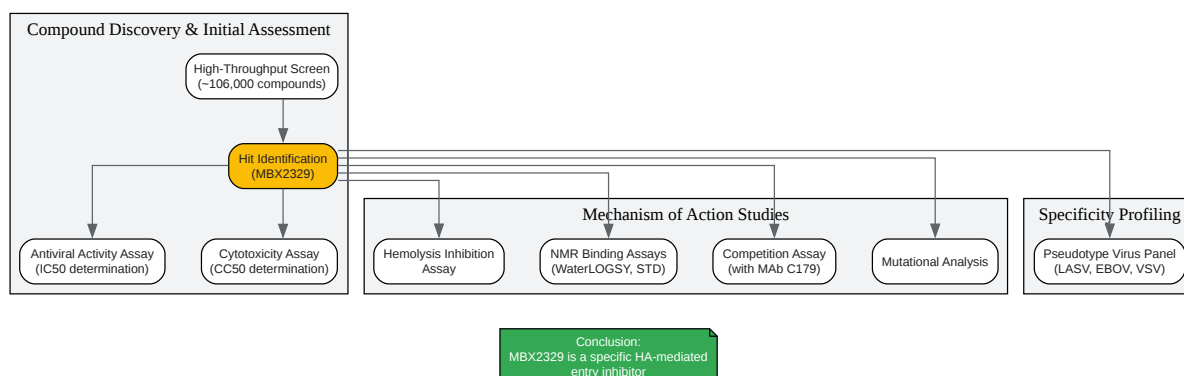 Compound Discovery & Initial Assessment
High-Throughput Screen
(~106,000 compounds)
Hit Identification
(MBX2329)
Antiviral Activity Assay
(IC50 determination)
Cytotoxicity Assay
(CC50 determination)
Mechanism of Action Studies
Hemolysis Inhibition
Assay
NMR Binding Assays
(WaterLOGSY, STD)
Competition Assay
(with MAb C179)
Mutational Analysis
Specificity Profiling
Pseudotype Virus Panel
(LASV, EBOV, VSV)
Conclusion:
MBX2329 is a specific HA-mediated
entry inhibitor